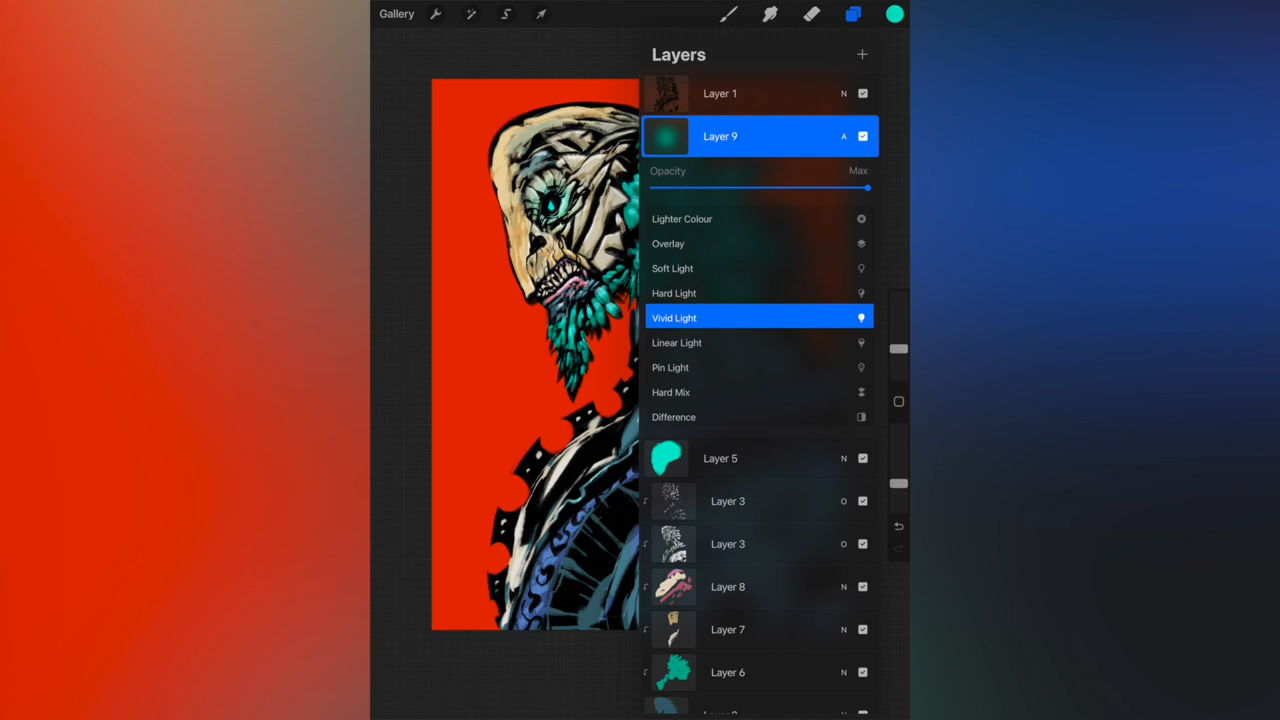 Gallery
Layers
Layer 1 N
Layer 9 A
Opacity Max
Lighter Colour
Overlay
Soft Light
Hard Light
Vivid Light
Linear Light
Pin Light
Hard Mix
Difference
Layer 5 N
Layer 3 O
Layer 3 O
Layer 8 N
Layer 7 N
Layer 6 N